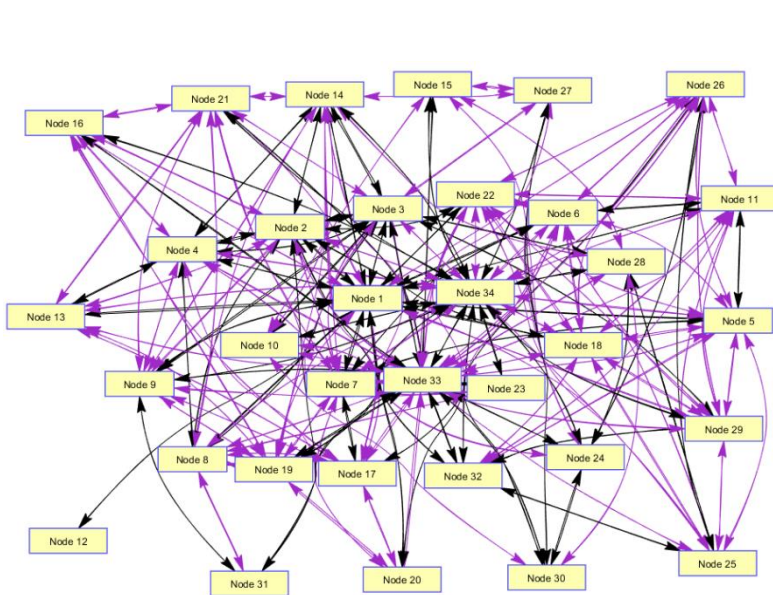 Node 15
Node 26
Node 27
Node 14
Node 21
Node 16
Node 22
Node 11
Node 3
Node 6
Node 2
Node 4
Node 28
Node 34
Node 1
Node 13
Node 5
Node 10
Node 18
Node 33
Node 9
Node 7
Node 23
Node 29
Node 8
Node 24
Node 19
Node 17
Node 32
Node 12
Node 25
Node 30
Node 20
Node 31